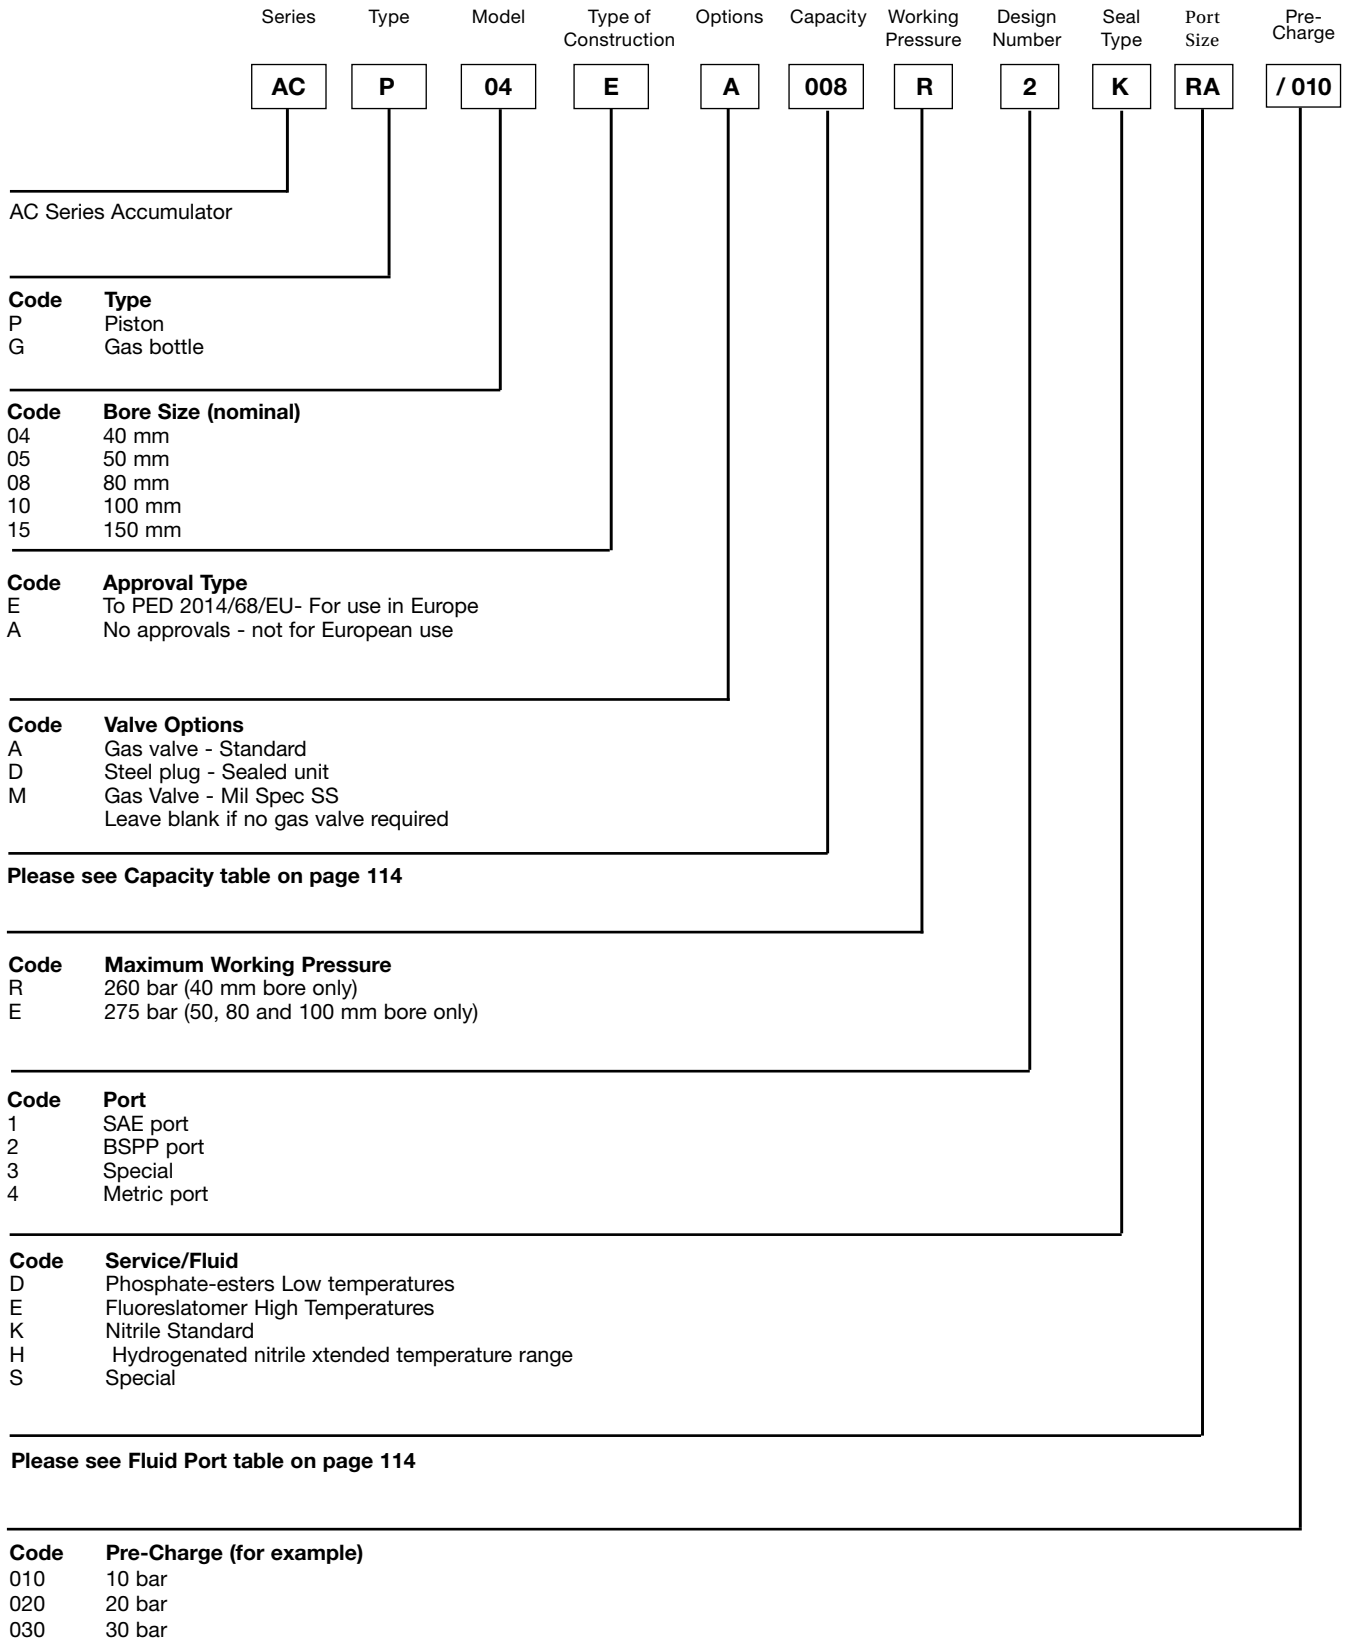 Series Type Model Type of Options Capacity Working Design Seal Port Pre-
Construction Pressure Number Type Size Charge
AC P 04 E A 008 R 2 K RA / 010
AC Series Accumulator
Code Type
P Piston
G Gas bottle
Code Bore Size (nominal)
04 40 mm
05 50 mm
08 80 mm
10 100 mm
15 150 mm
Code Approval Type
E To PED 2014/68/EU- For use in Europe
A No approvals - not for European use
Code Valve Options
A Gas valve - Standard
D Steel plug - Sealed unit
M Gas Valve - Mil Spec SS
Leave blank if no gas valve required
Please see Capacity table on page 114
Code Maximum Working Pressure
R 260 bar (40 mm bore only)
E 275 bar (50, 80 and 100 mm bore only)
Code Port
1 SAE port
2 BSPP port
3 Special
4 Metric port
Code Service/Fluid
D Phosphate-esters Low temperatures
E Fluoreslatomer High Temperatures
K Nitrile Standard
H Hydrogenated nitrile xtended temperature range
S Special
Please see Fluid Port table on page 114
Code Pre-Charge (for example)
010 10 bar
020 20 bar
030 30 bar